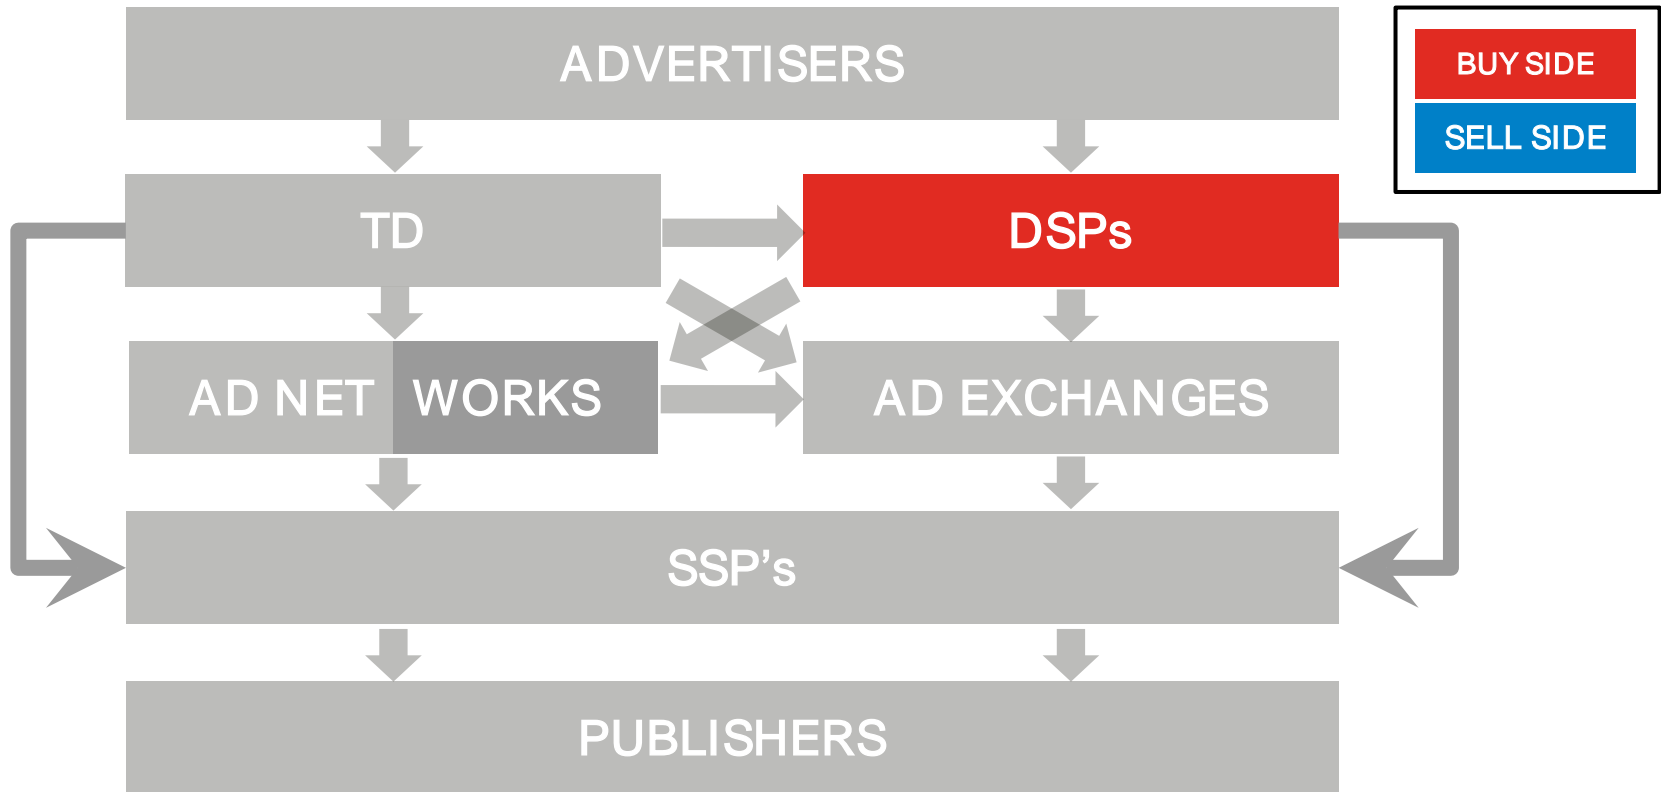 ADVERTISERS
BUY SIDE
SELL SIDE
TD
DSPs
AD NET WORKS
AD EXCHANGES
SSP’s
PUBLISHERS